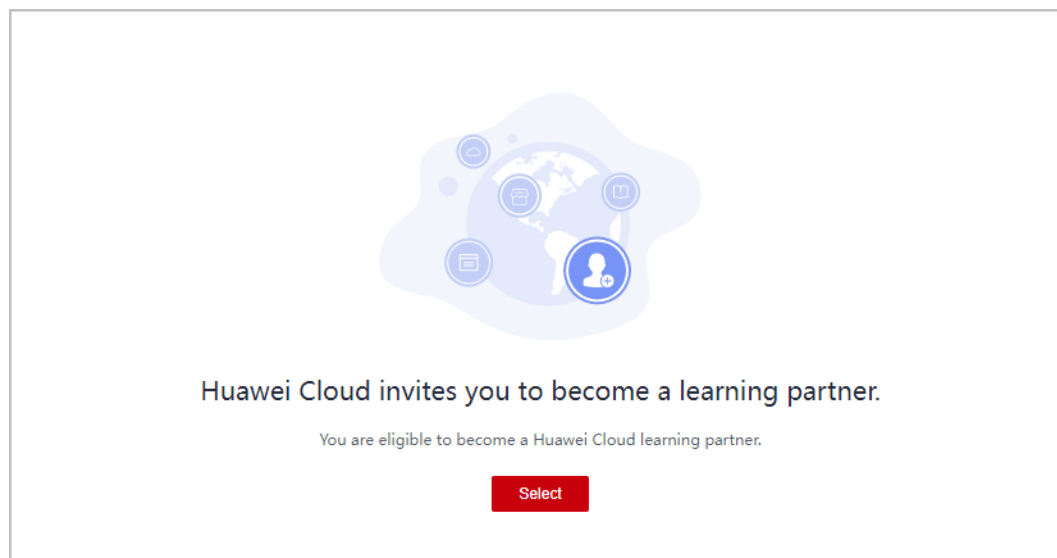 Huawei Cloud invites you to become a learning partner.
You are eligible to become a Huawei Cloud learning partner.
Select